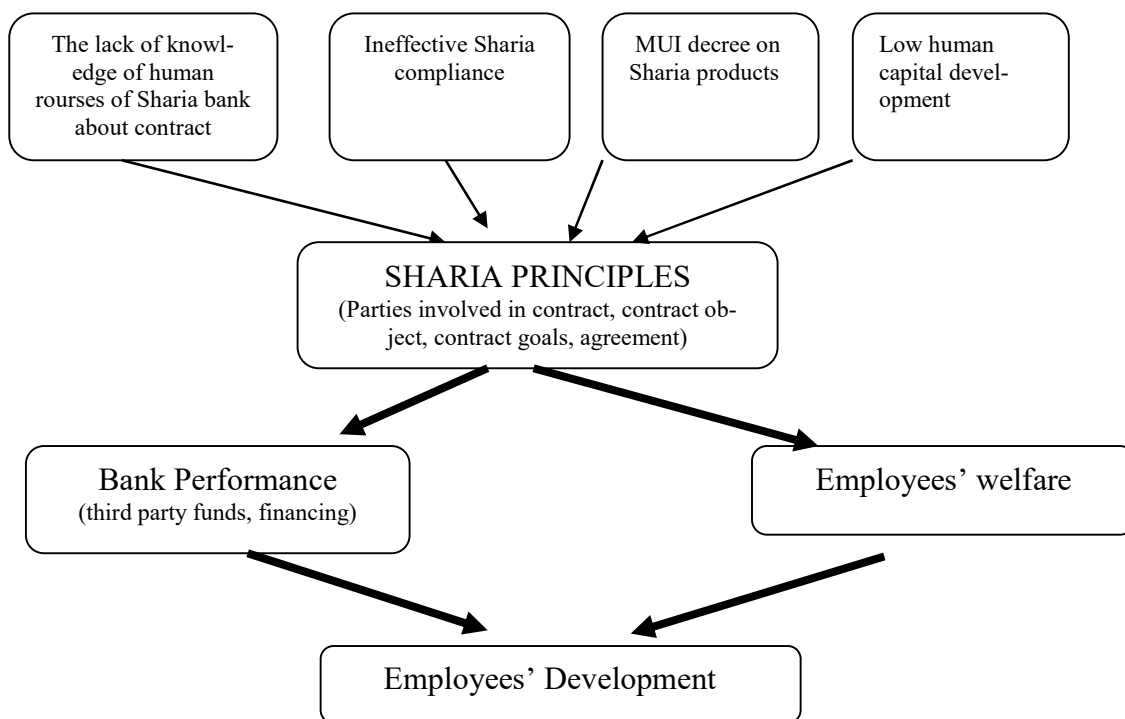 The lack of knowl-
edge of human
rourses of Sharia bank
about contract
Ineffective Sharia
compliance
MUI decree on
Sharia products
Low human
capital devel-
opment
SHARIA PRINCIPLES
(Parties involved in contract, contract ob-
ject, contract goals, agreement)
Bank Performance
(third party funds, financing)
Employees’ welfare
Employees’ Development